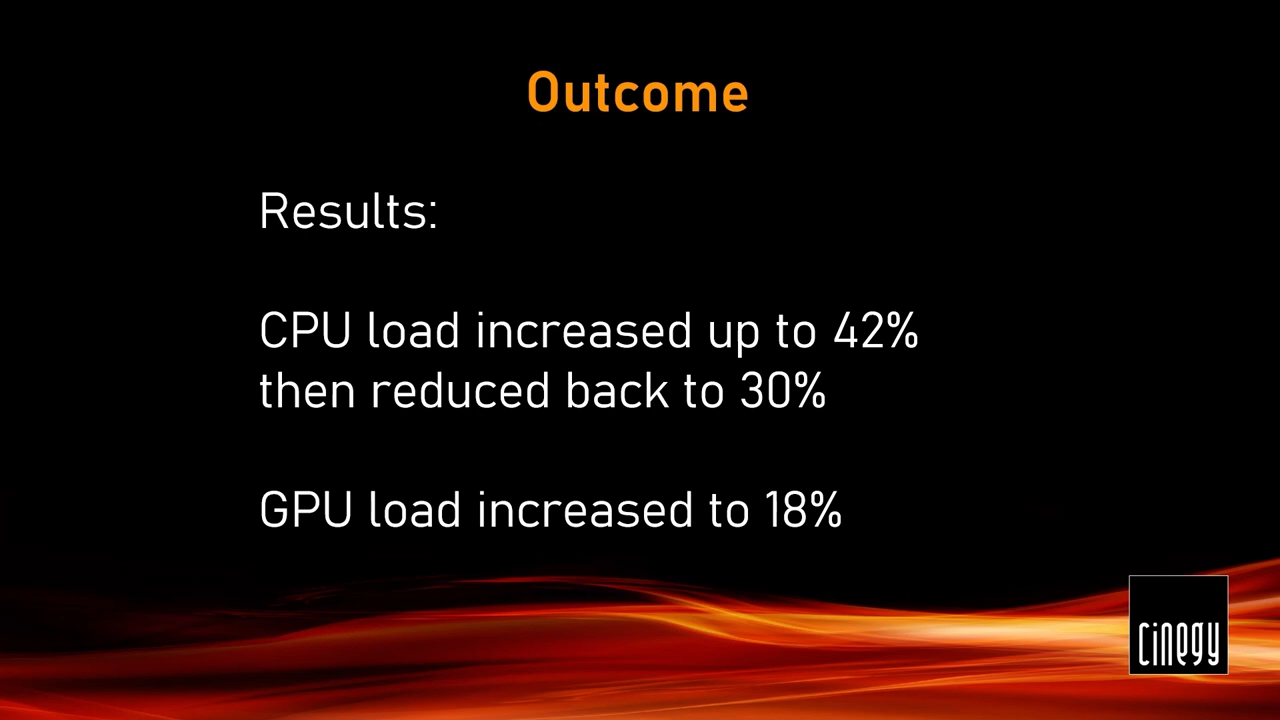 Outcome
Results:
CPU load increased up to 42%
then reduced back to 30%
GPU load increased to 18%
cinegy